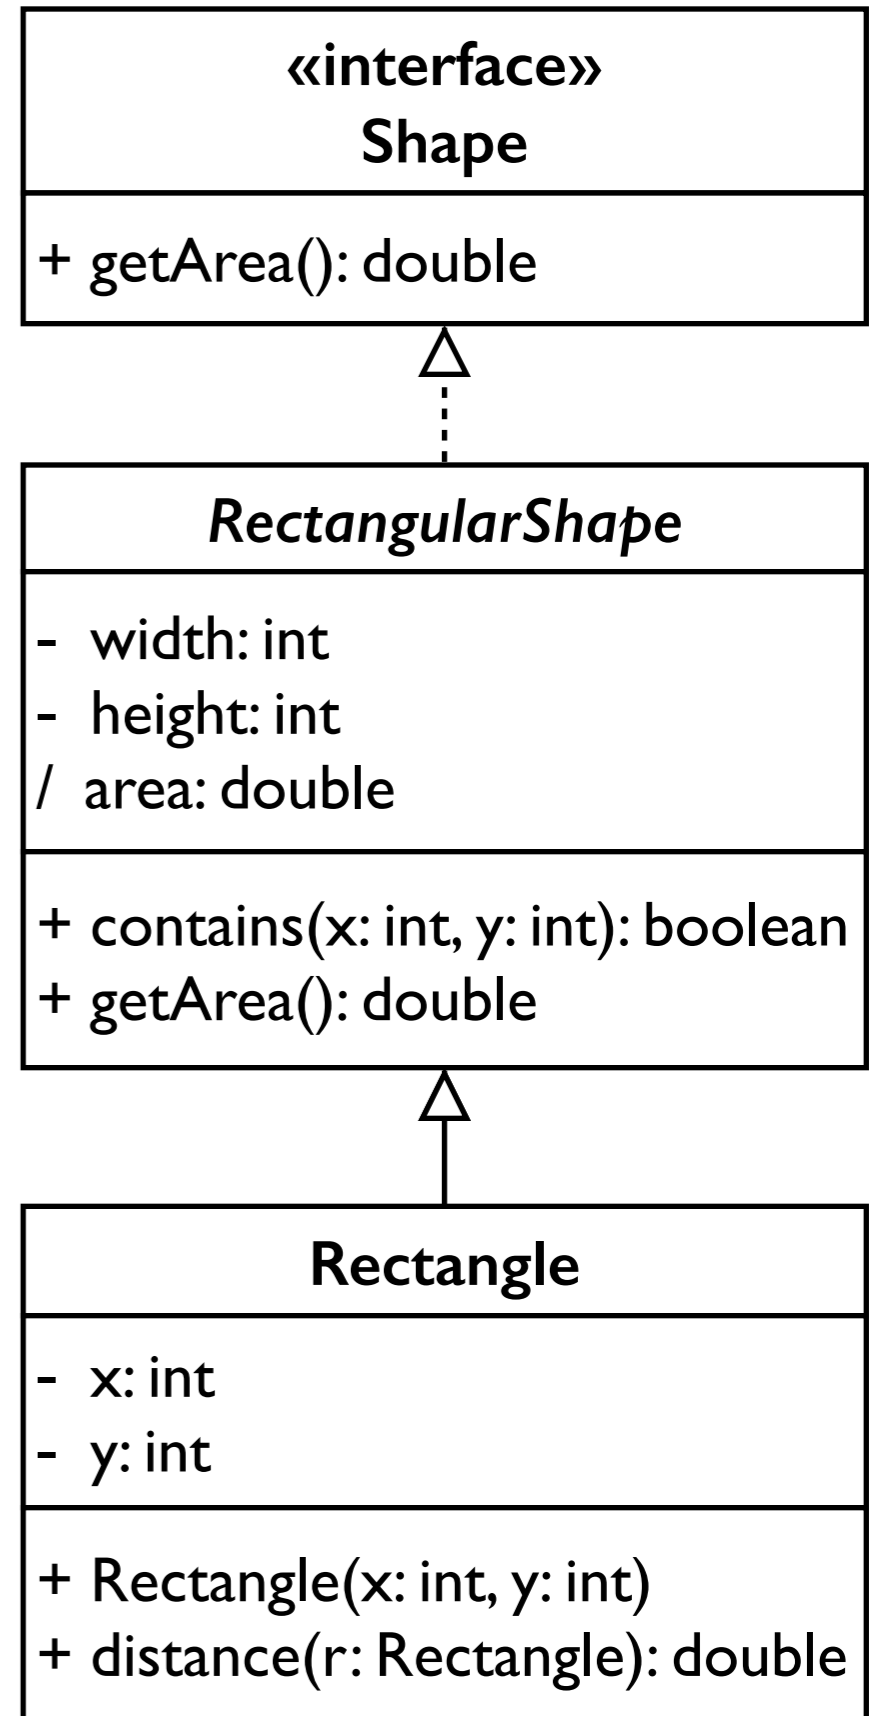 «interface»
Shape
+ getArea(): double
RectangularShape
- width: int
- height: int
/ area: double
+ contains(x: int, y: int): boolean
+ getArea(): double
Rectangle
- x: int
- y: int
+ Rectangle(x: int, y: int)
+ distance(r: Rectangle): double